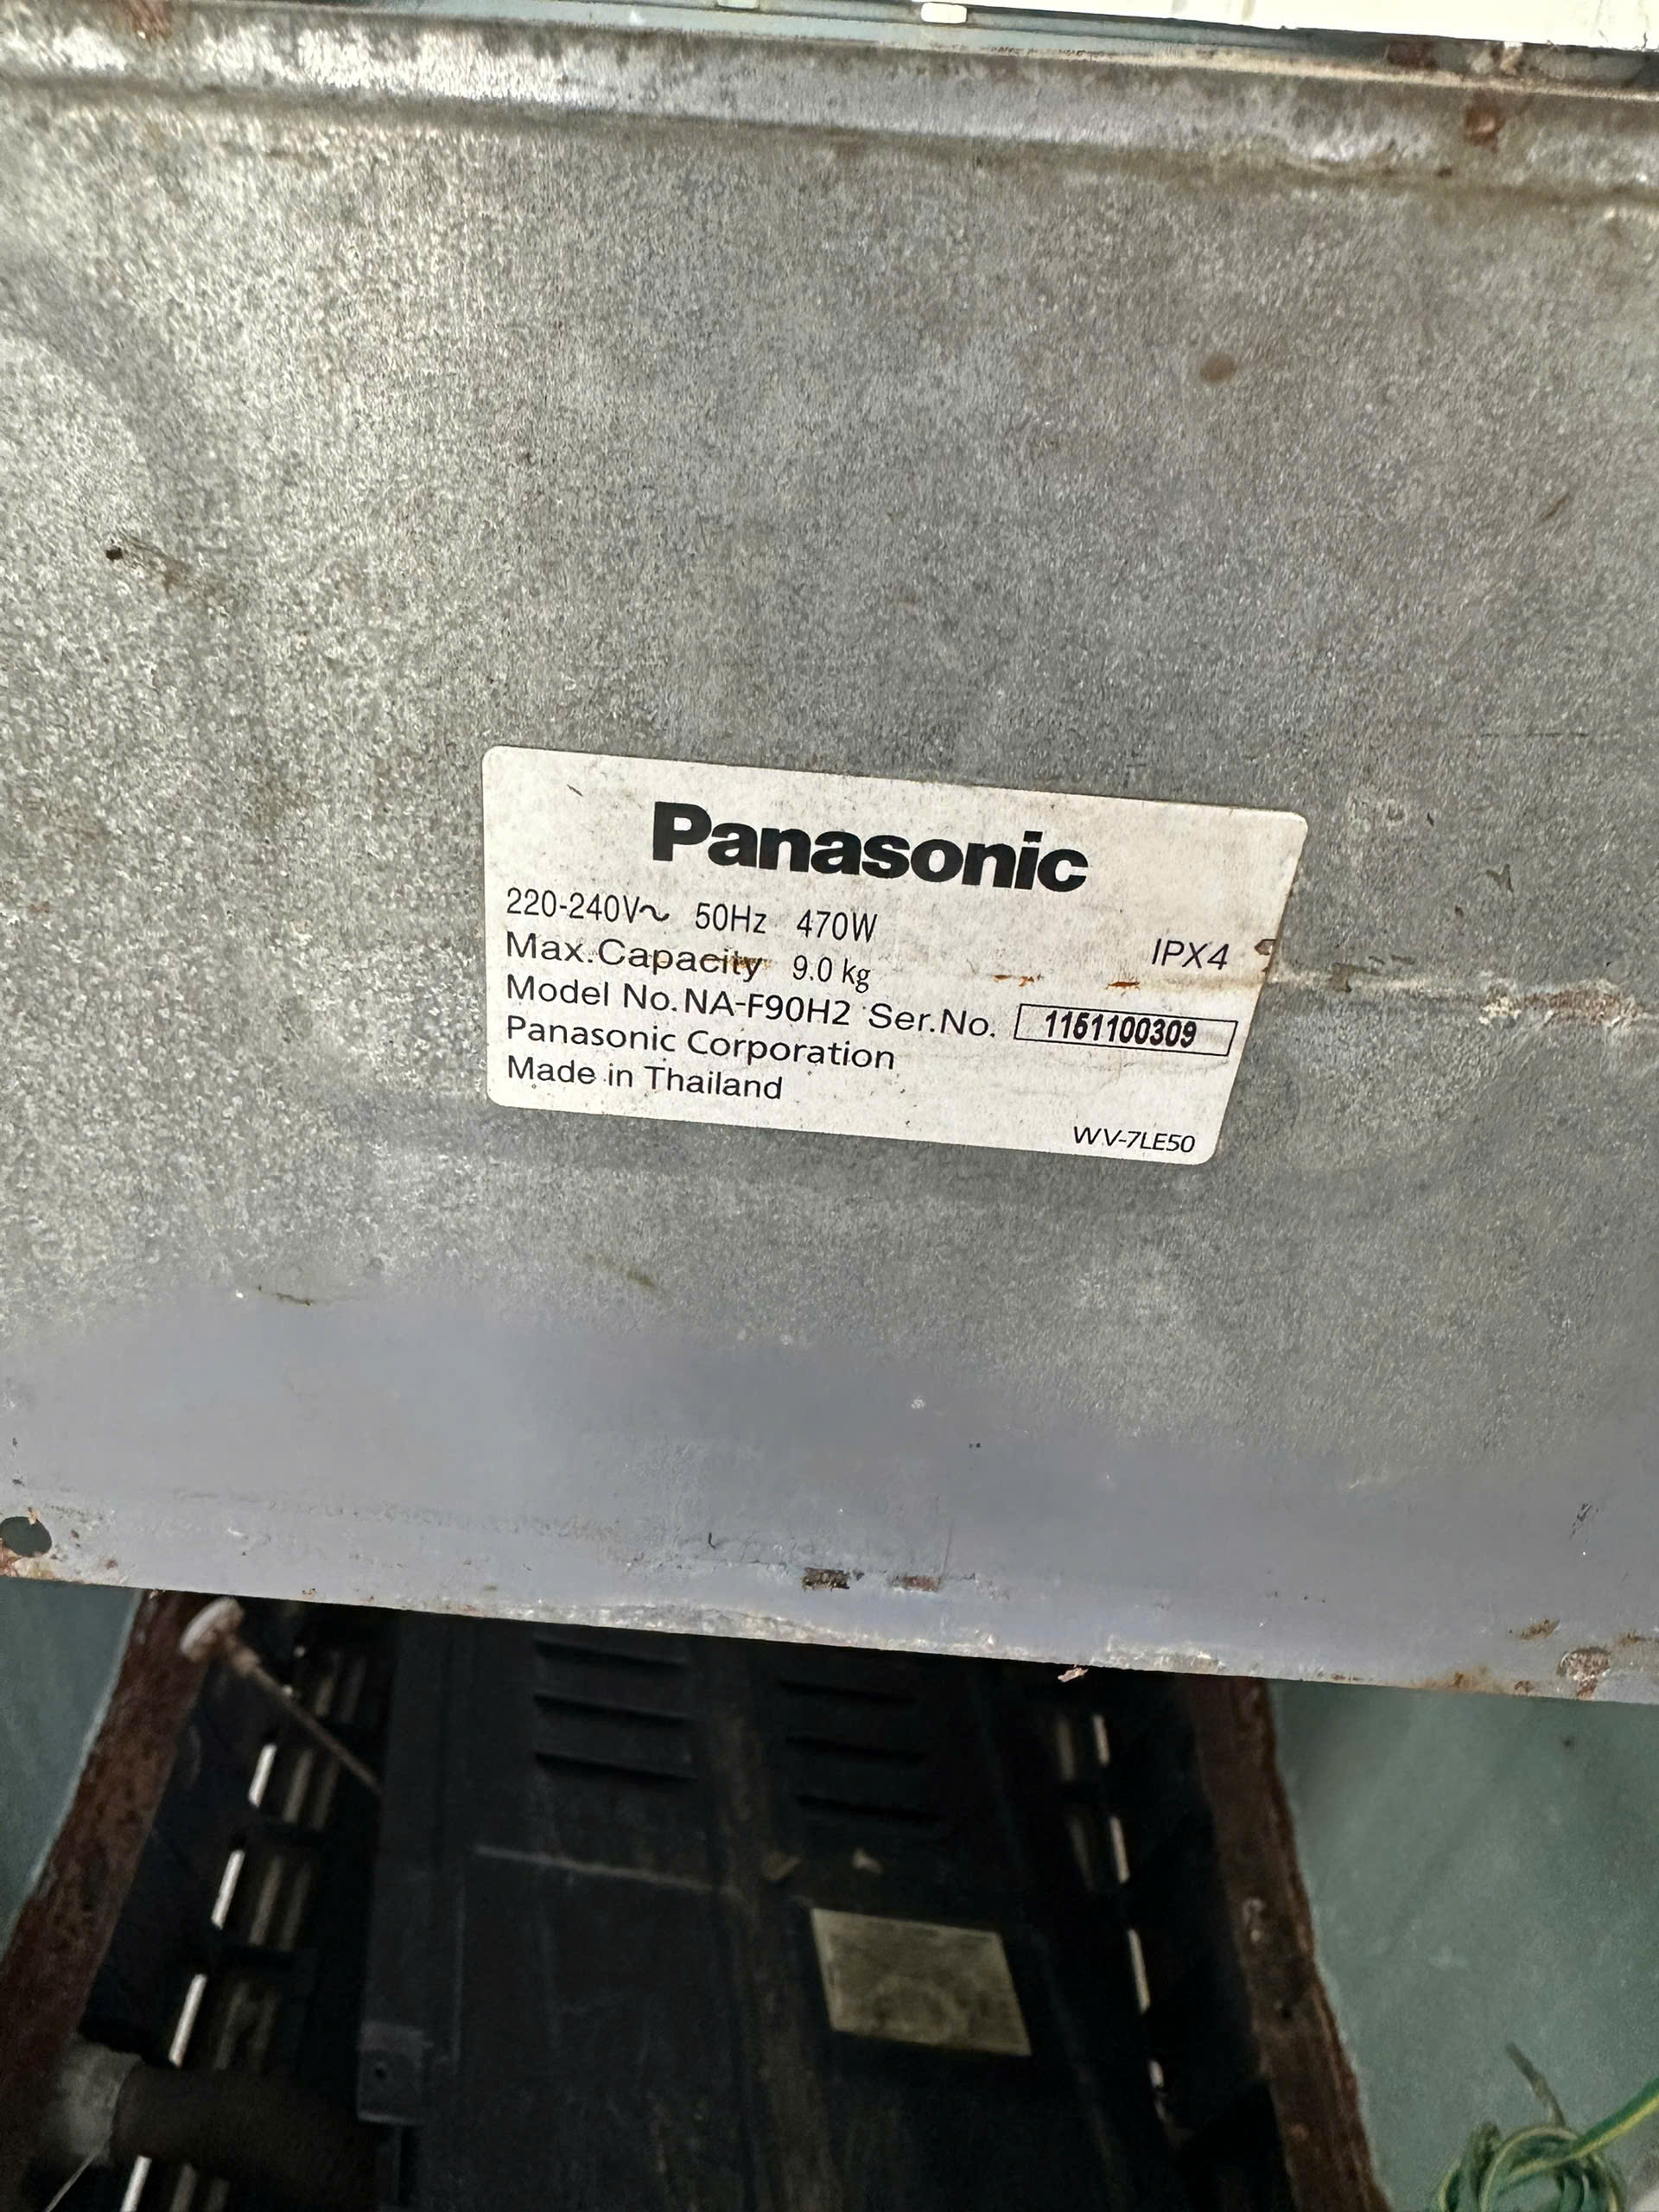 Panasonic
220-240V~ 50Hz 470W
IPX4
Max.Capacity 9.0 kg
Model No. NA-F90H2 Ser.No. 1151100309
Panasonic Corporation
Made in Thailand
WV-7LE50